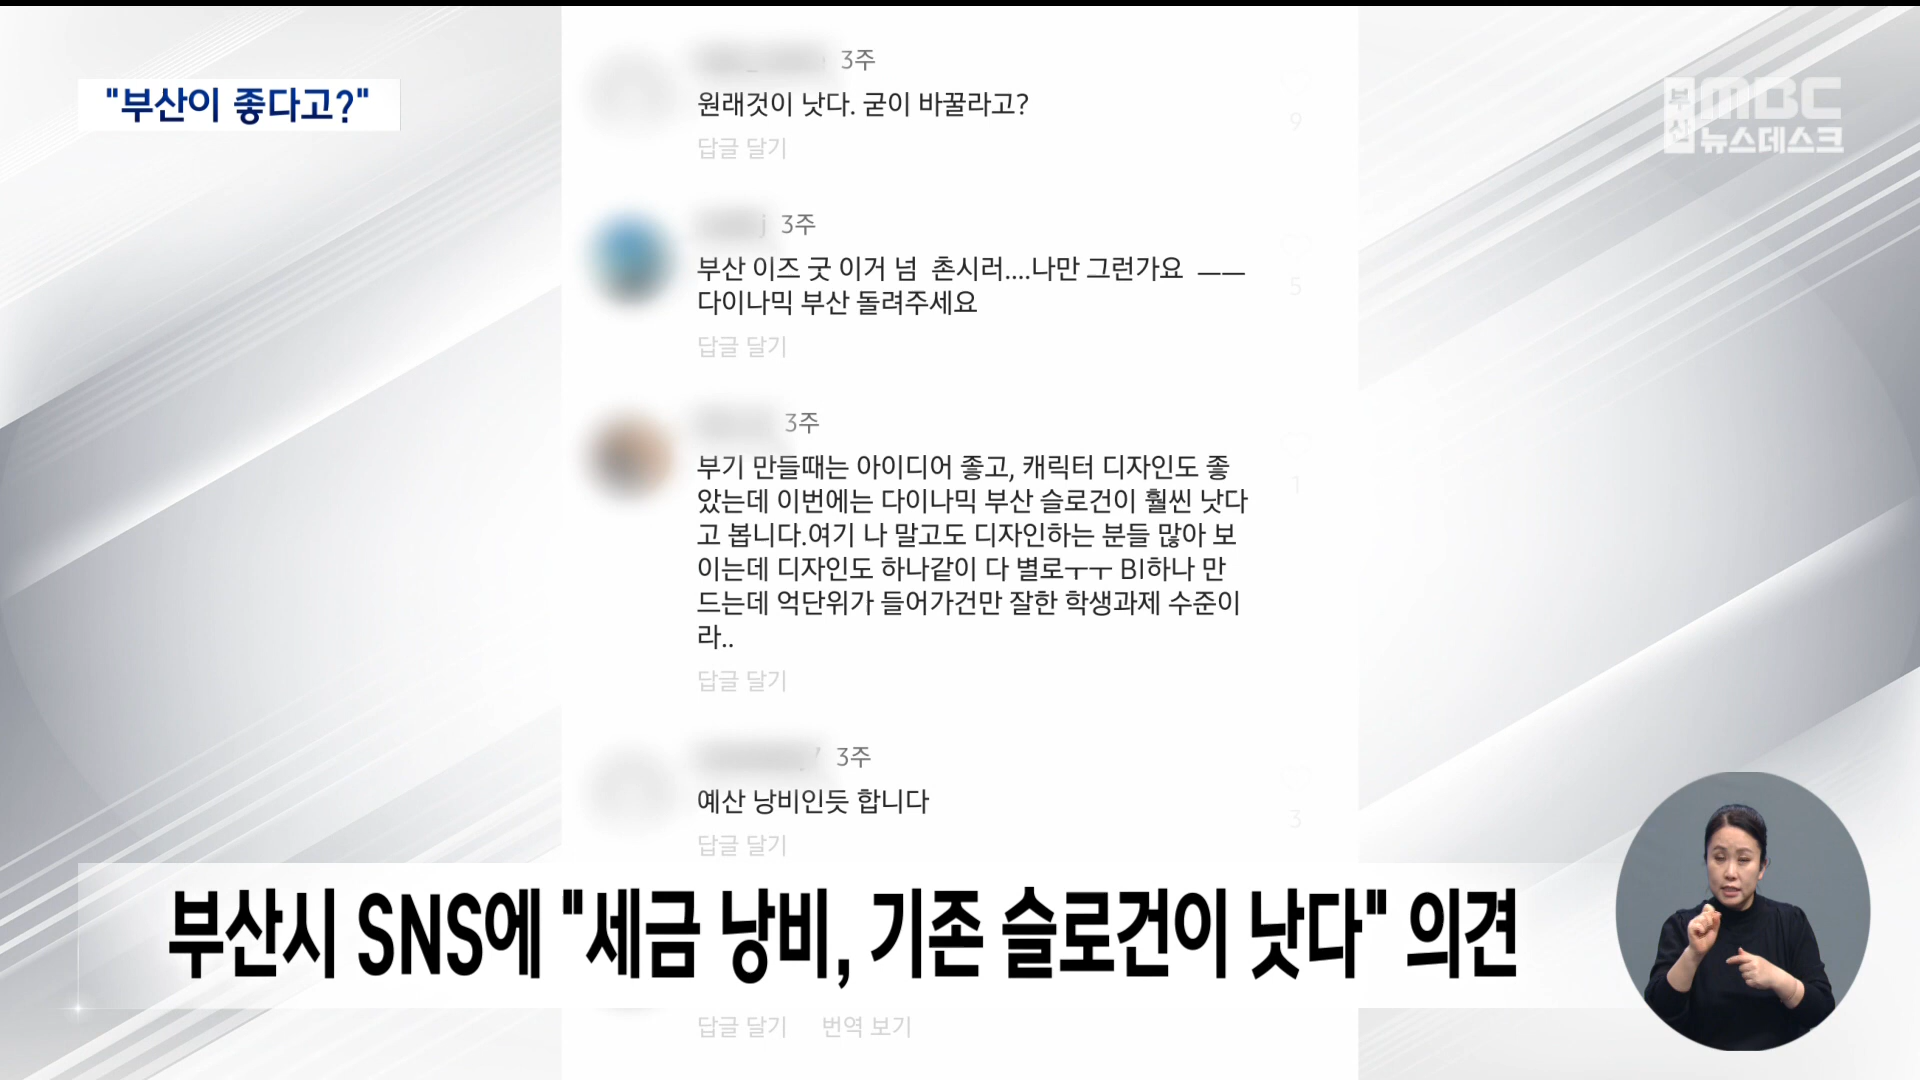 "부산이 좋다고?"
부산
MBC
뉴스데스크
3주
원래것이 낫다. 굳이 바꿀라고?
9
답글 달기
j 3주
부산 이즈 굿 이거 넘  촌시러....나만 그런가요 ㅡㅡ
다이나믹 부산 돌려주세요
5
답글 달기
3주
부기 만들때는 아이디어 좋고, 캐릭터 디자인도 좋
았는데 이번에는 다이나믹 부산 슬로건이 훨씬 낫다
고 봅니다.여기 나 말고도 디자인하는 분들 많아 보
이는데 디자인도 하나같이 다 별로ㅜㅜ BI하나 만
드는데 억단위가 들어가건만 잘한 학생과제 수준이
라..
1
답글 달기
3주
예산 낭비인듯 합니다
3
답글 달기
부산시 SNS에 "세금 낭비, 기존 슬로건이 낫다" 의견
답글 달기 번역 보기